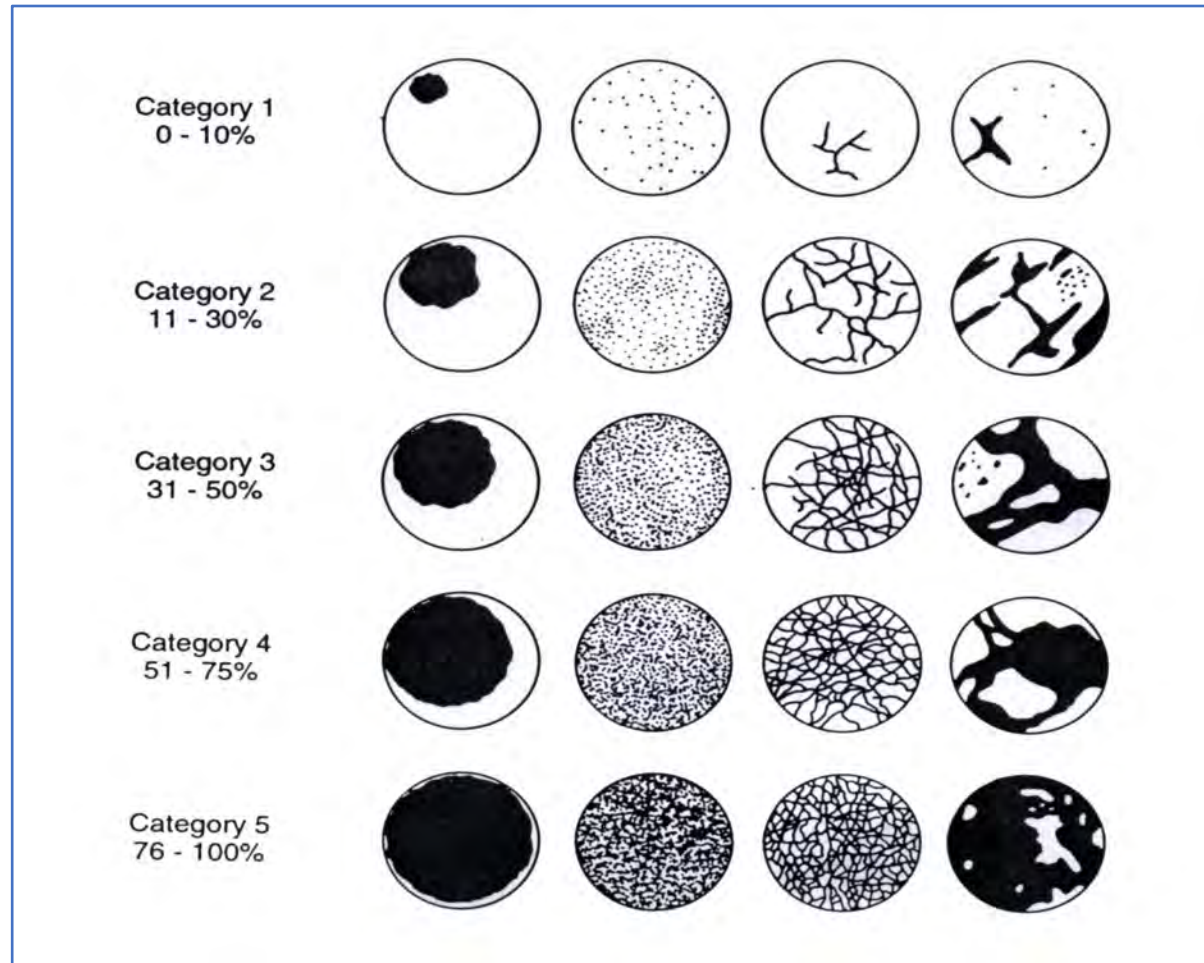 Category 1
0 - 10%
Category 2
11 - 30%
Category 3
31 - 50%
Category 4
51 - 75%
Category 5
76 - 100%